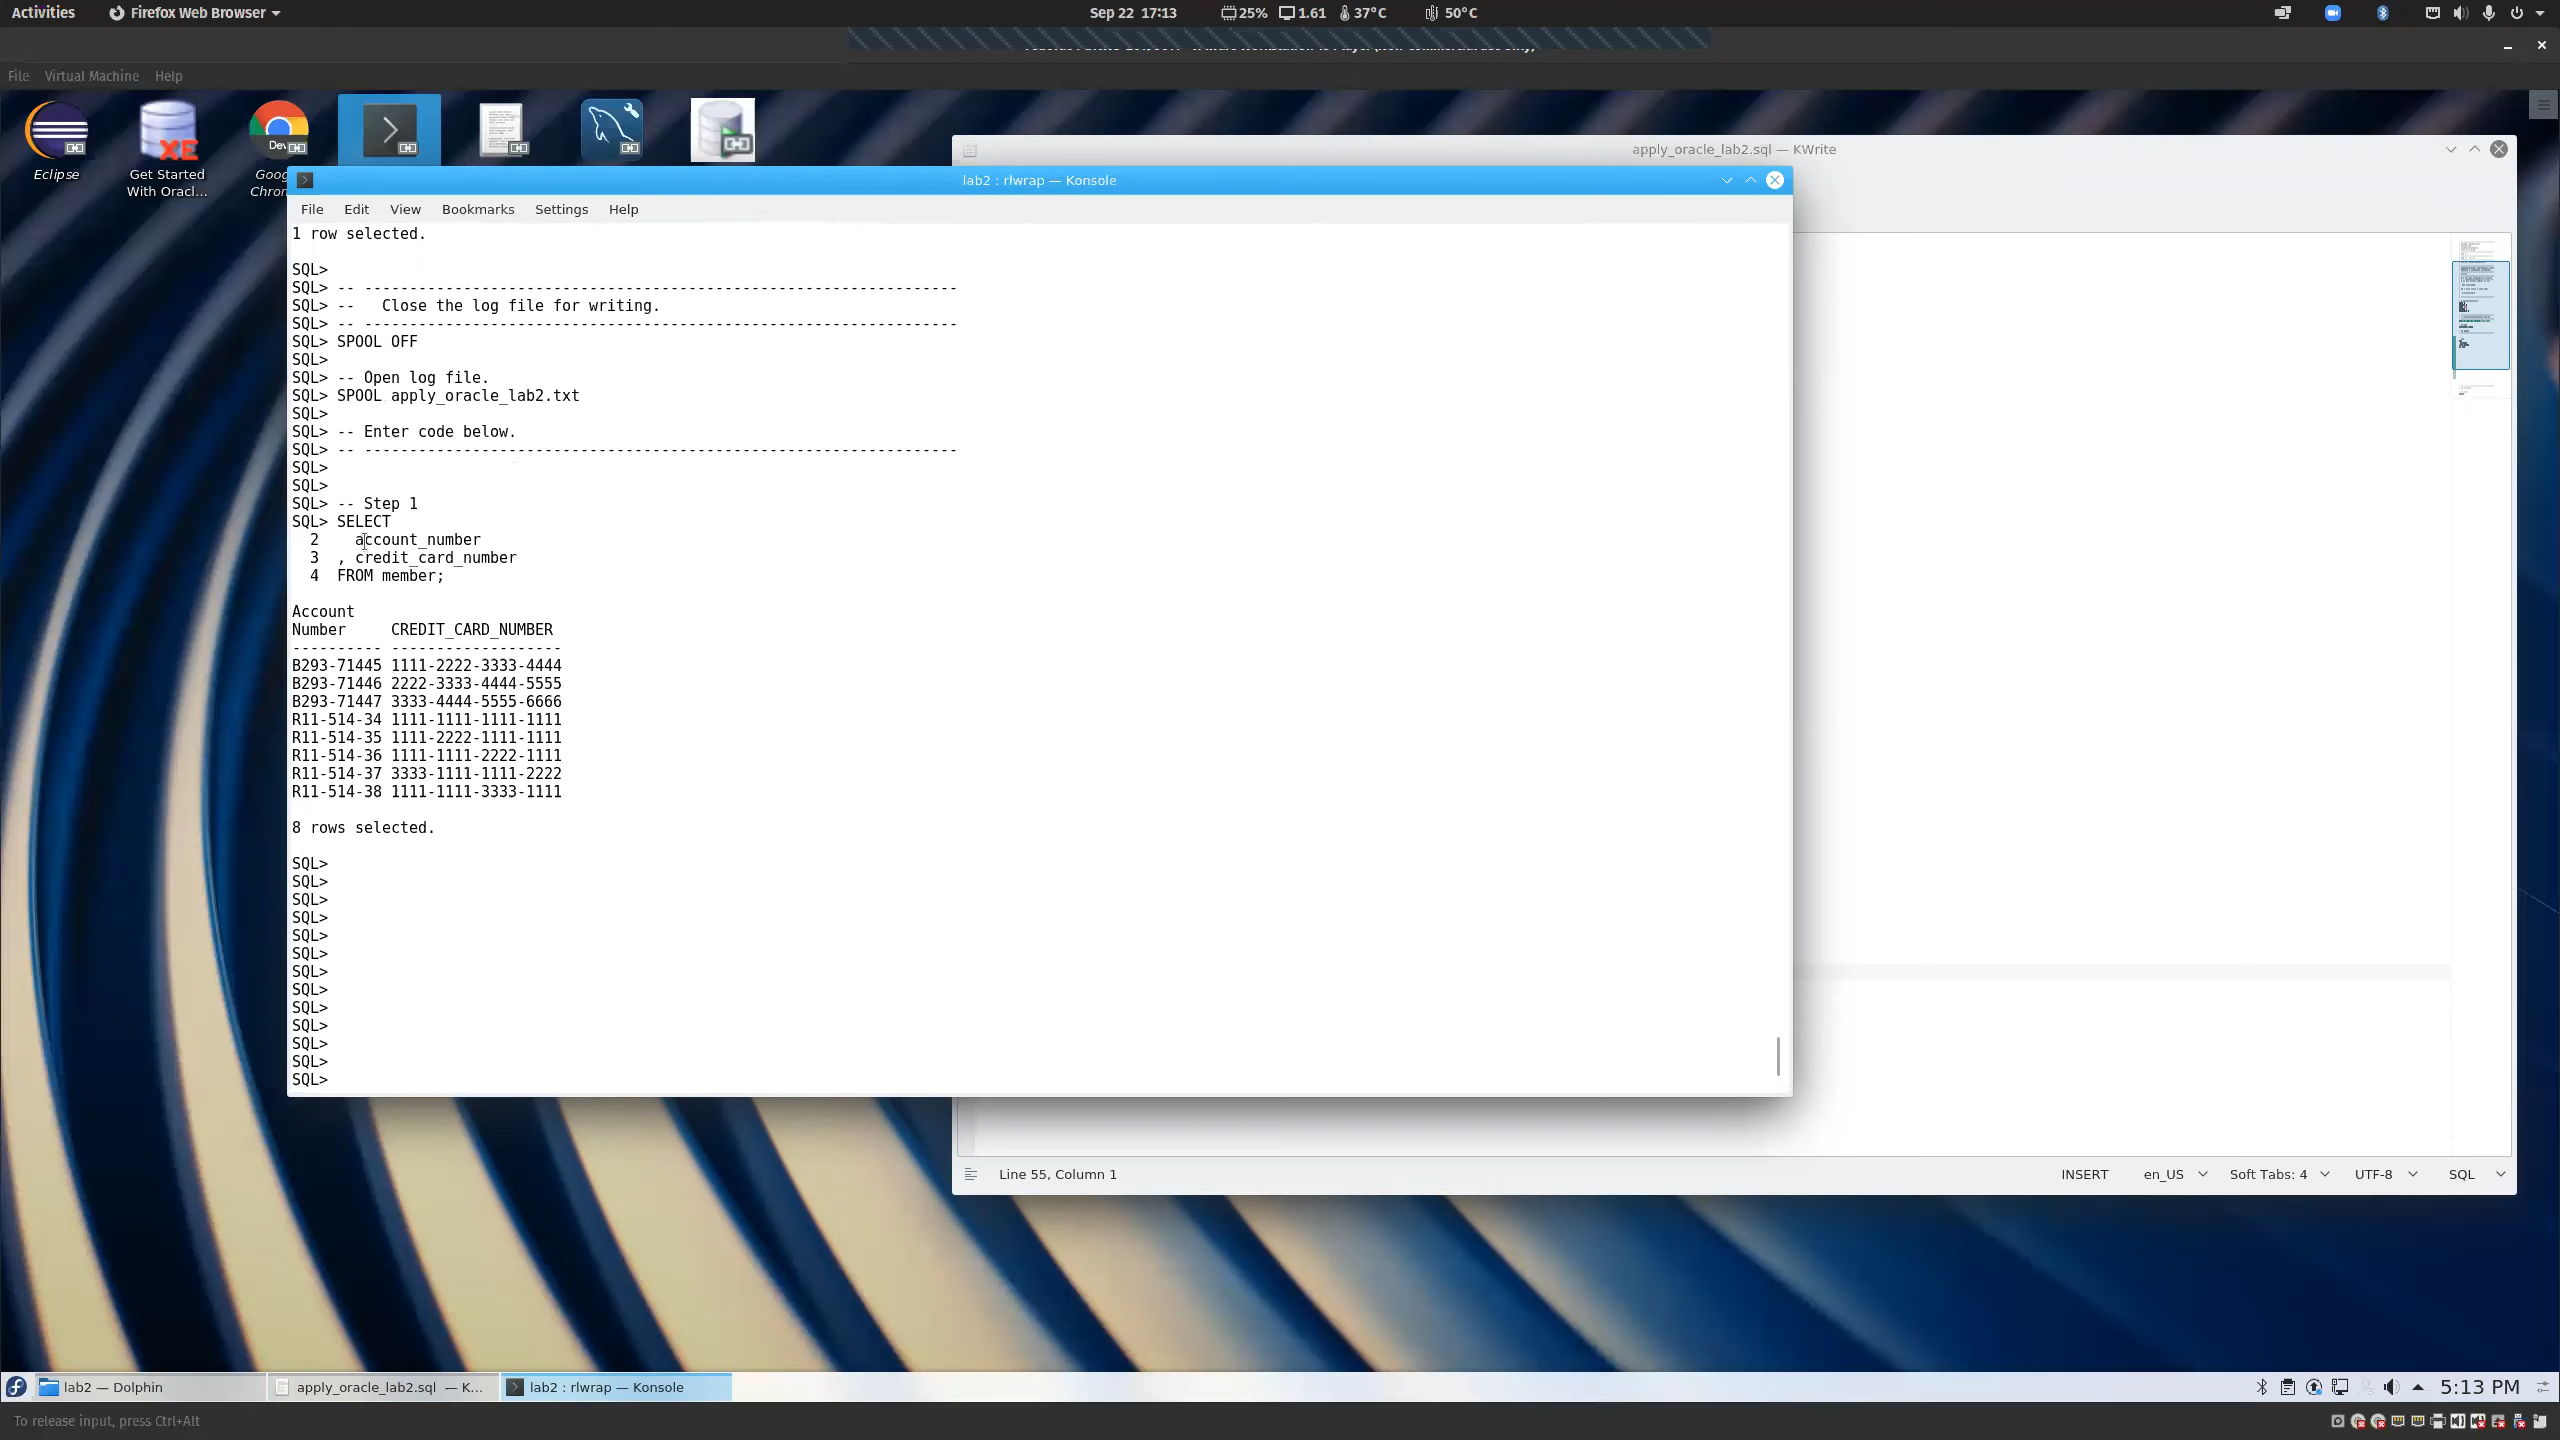 Activities
Firefox Web Browser
Sep 22 17:13
25%
1.61
37°C
50°C
File Virtual Machine Help
Eclipse
XE
Get Started
With Oracl...
Dev
Goog
Chron
apply_oracle_lab2.sql — KWrite
lab2 : rlwrap — Konsole
File Edit View Bookmarks Settings Help
1 row selected.
SQL>
SQL> -- ------------------------------------------------------------------
SQL> --   Close the log file for writing.
SQL> -- ------------------------------------------------------------------
SQL> SPOOL OFF
SQL>
SQL> -- Open log file.
SQL> SPOOL apply_oracle_lab2.txt
SQL>
SQL> -- Enter code below.
SQL> -- ------------------------------------------------------------------
SQL>
SQL>
SQL> -- Step 1
SQL> SELECT
  2    account_number
  3  , credit_card_number
  4  FROM member;
Account
Number     CREDIT_CARD_NUMBER
---------- -------------------
B293-71445 1111-2222-3333-4444
B293-71446 2222-3333-4444-5555
B293-71447 3333-4444-5555-6666
R11-514-34 1111-1111-1111-1111
R11-514-35 1111-2222-1111-1111
R11-514-36 1111-1111-2222-1111
R11-514-37 3333-1111-1111-2222
R11-514-38 1111-1111-3333-1111
8 rows selected.
SQL>
SQL>
SQL>
SQL>
SQL>
SQL>
SQL>
SQL>
SQL>
SQL>
SQL>
SQL>
SQL>
Line 55, Column 1
INSERT
en_US
Soft Tabs: 4
UTF-8
SQL
lab2 — Dolphin
apply_oracle_lab2.sql — K...
lab2 : rlwrap — Konsole
5:13 PM
To release input, press Ctrl+Alt